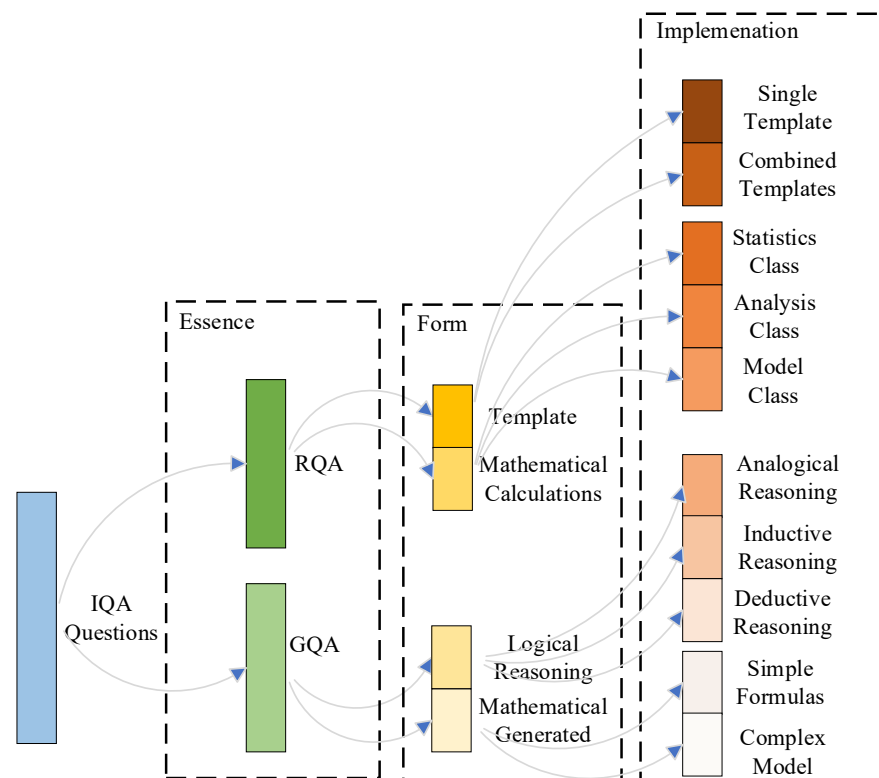 Implemenation
Single
Template
Combined
Templates
Statistics
Class
Analysis
Class
Model
Class
Essence
Form
RQA
Template
Mathematical
Calculations
Analogical
Reasoning
Inductive
Reasoning
Deductive
Reasoning
IQA
Questions
GQA
Logical
Reasoning
Mathematical
Generated
Simple
Formulas
Complex
Model